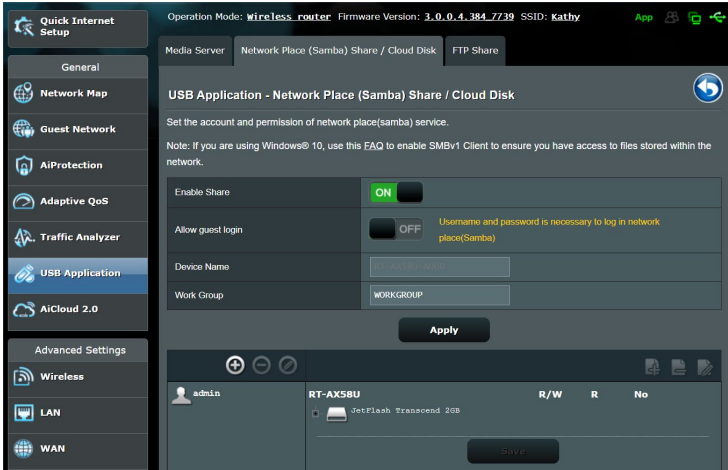 Quick Internet
Setup
Operation Mode: Wireless router Firmware Version: 3.0.0.4.384_7739 SSID: Kathy App
Media Server Network Place (Samba) Share / Cloud Disk FTP Share
General
Network Map
Guest Network
AiProtection
Adaptive QoS
Traffic Analyzer
USB Application
AiCloud 2.0
Advanced Settings
Wireless
LAN
WAN
USB Application - Network Place (Samba) Share / Cloud Disk
Set the account and permission of network place(samba) service.
Note: If you are using Windows® 10, use this FAQ to enable SMBv1 Client to ensure you have access to files stored within the
network.
Enable Share ON
Allow guest login OFF Username and password is necessary to log in network
place(Samba)
Device Name
Work Group WORKGROUP
Apply
admin RT-AX58U R/W R No
JetFlash Transcend 2GB
Save